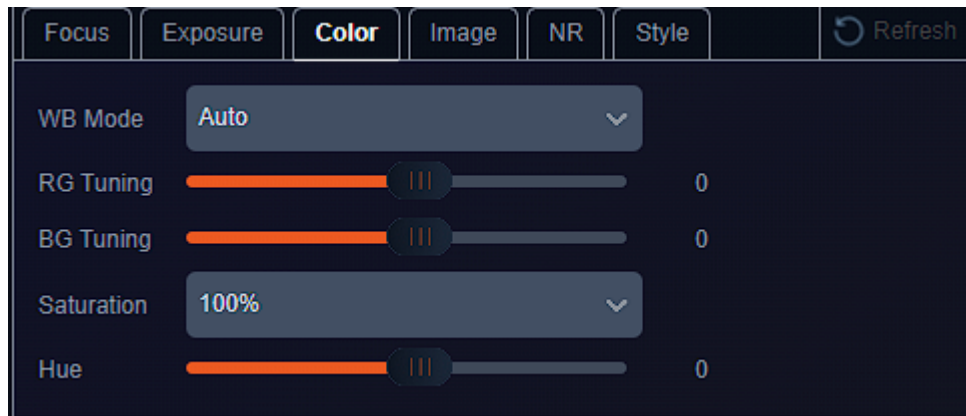 Focus Exposure Color Image NR Style Refresh
WB Mode Auto
RG Tuning 0
BG Tuning 0
Saturation 100%
Hue 0